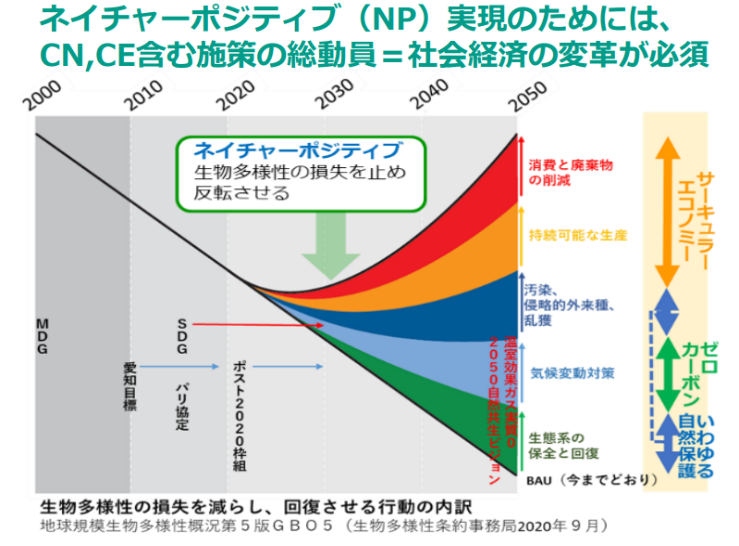 ネイチャーポジティブ（NP）実現のためには、
CN,CE含む施策の総動員＝社会経済の変革が必須
2000
2010
2020
2030
2040
2050
ネイチャーポジティブ
生物多様性の損失を止め
反転させる
消費と廃棄物
の削減
持続可能な生産
汚染、
侵略的外来種、
乱獲
気候変動対策
生態系の
保全と回復
BAU（今までどおり）
サーキュラー
エコノミー
ゼロ
カーボン
いわゆる
自然保護
MDG
SDG
愛知目標
パリ協定
ポスト2020枠組
温室効果ガス実質0
2050自然共生ビジョン
生物多様性の損失を減らし、回復させる行動の内訳
地球規模生物多様性概況第５版ＧＢＯ５（生物多様性条約事務局2020年９月）